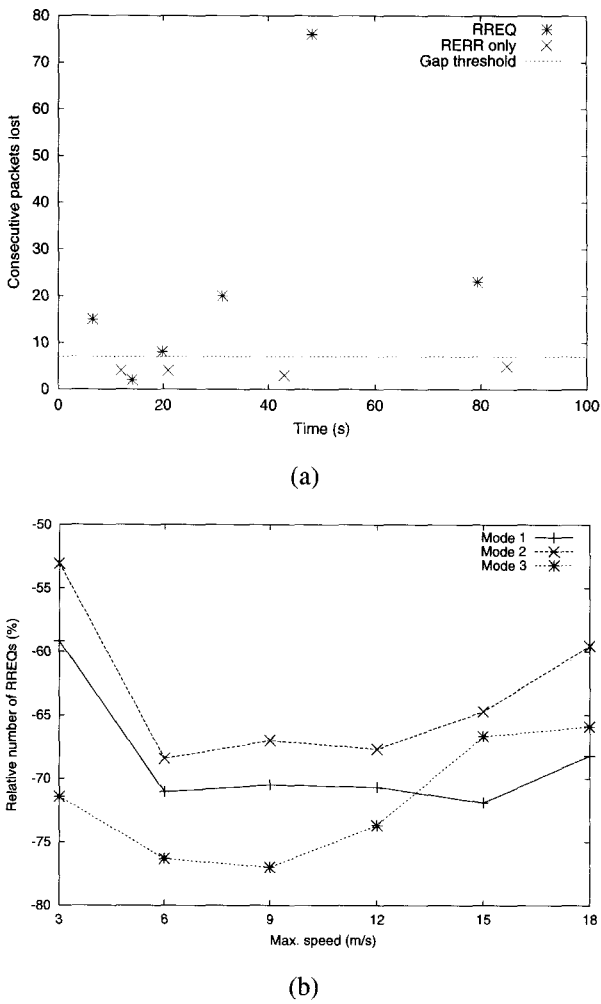 80
70
60
50
40
30
20
10
0
Consecutive packets lost
RREQ
RERR only
Gap threshold
0 20 40 60 80 100
Time (s)
(a)
-50
-55
-60
-65
-70
-75
-80
Relative number of RREQs (%)
Mode 1
Mode 2
Mode 3
3 6 9 12 15 18
Max. speed (m/s)
(b)